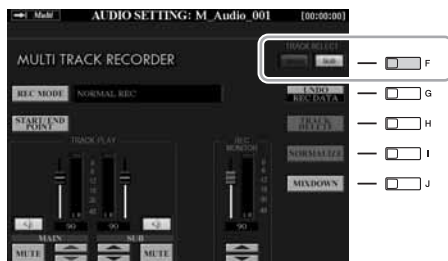 Multi AUDIO SETTING: M_Audio_001 [00:00:00]
TRACK SELECT
MAIN SUB
MULTI TRACK RECORDER
F
REC MODE NORMAL REC
UNDO
REC DATA
G
START/END
POINT
TRACK
DELETE
H
TRACK PLAY
REC
MONITOR
NORMALIZE
I
MIXDOWN
J
L R L R L R
90 90 90
MAIN SUB
MUTE MUTE